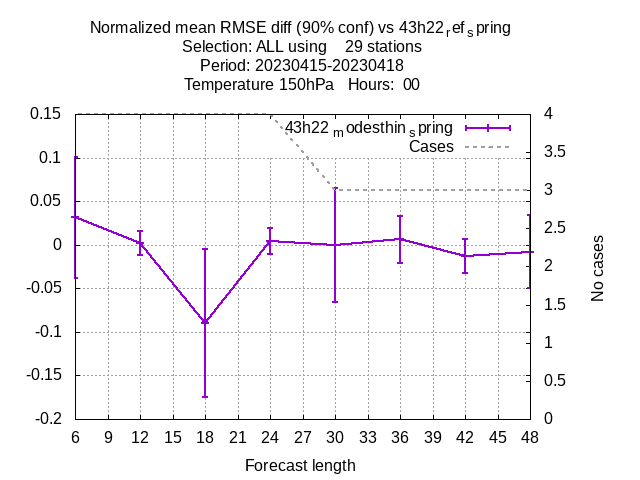 Normalized mean RMSE diff (90% conf) vs 43h22refspring
Selection: ALL using 29 stations
Period: 20230415-20230418
Temperature 150hPa Hours: 00
0.15
0.1
0.05
0
-0.05
-0.1
-0.15
-0.2
43h22 modesthinspring
Cases
4
3.5
3
2.5
2
1.5
1
0.5
0
No cases
6 9 12 15 18 21 24 27 30 33 36 39 42 45 48
Forecast length